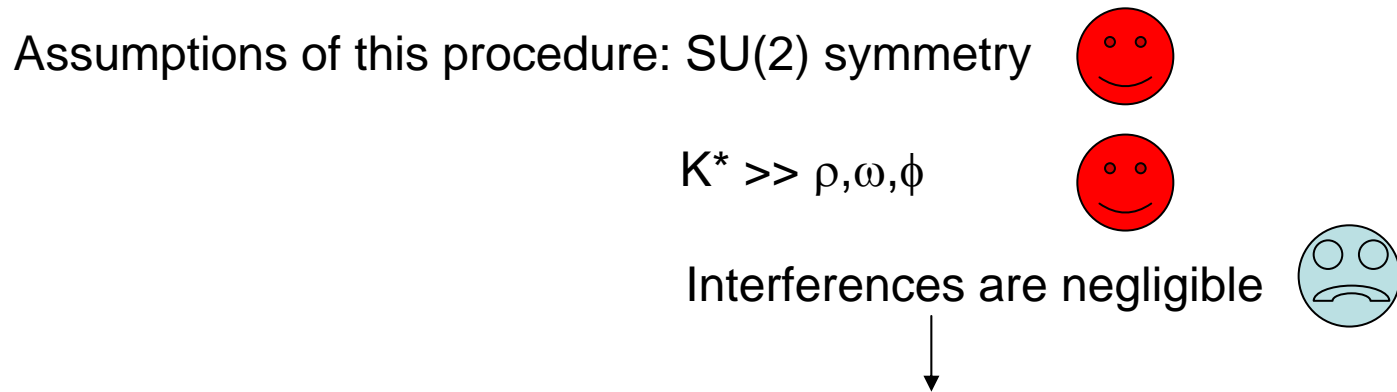 Assumptions of this procedure: SU(2) symmetry
K* >> ρ,ω,ϕ
Interferences are negligible